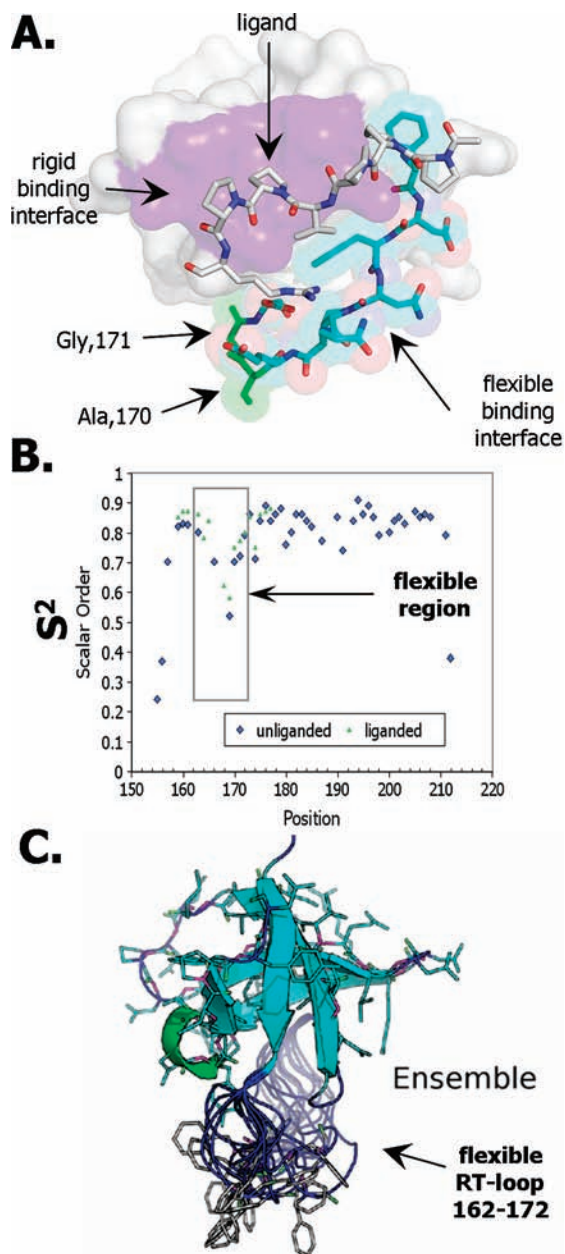 A.
ligand
rigid
binding
interface
Gly,171
Ala,170
flexible
binding
interface
B.
S2
Scalar Order
1
0.9
0.8
0.7
0.6
0.5
0.4
0.3
0.2
0.1
0
flexible
region
unliganded
liganded
150 160 170 180 190 200 210 220
Position
C.
Ensemble
flexible
RT-loop
162-172